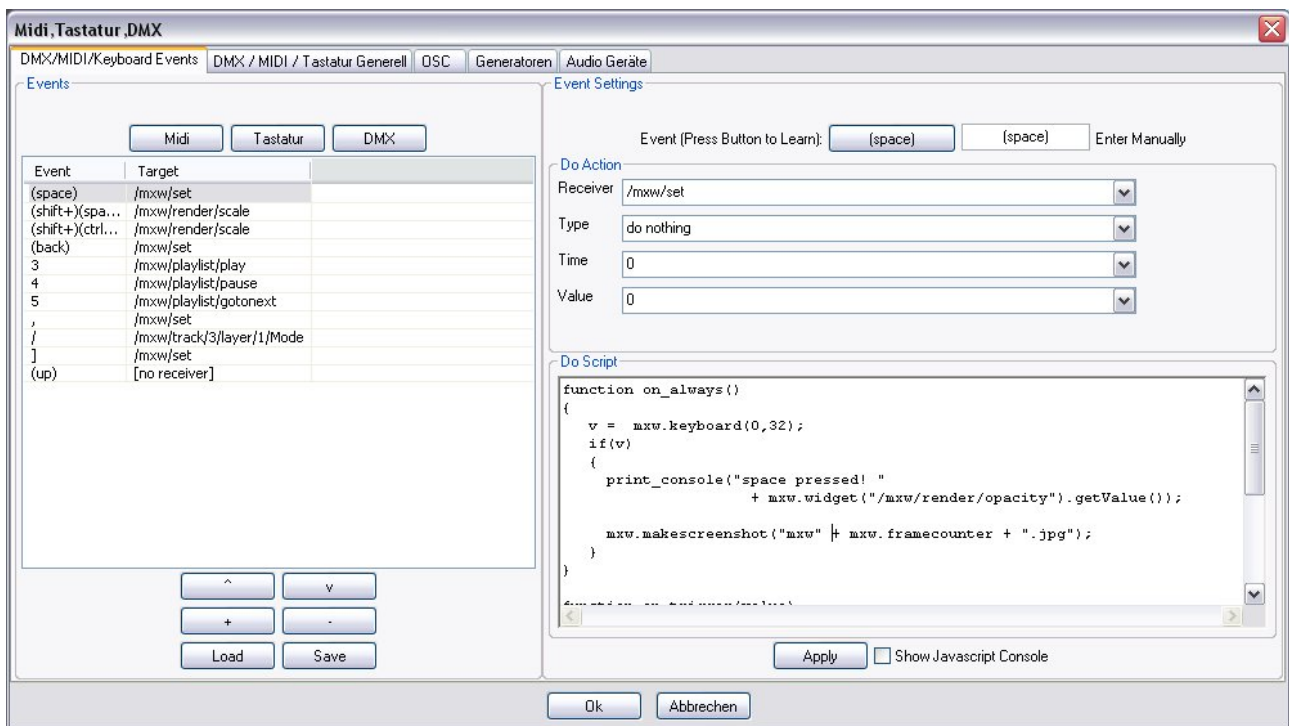 Midi,Tastatur,DMX
DMX/MIDI/Keyboard Events
DMX / MIDI / Tastatur Generell
OSC
Generatoren
Audio Geräte
Events
Midi
Tastatur
DMX
Event Target
(space) /mxw/set
(shift+)(spa... /mxw/render/scale
(shift+)(ctrl... /mxw/render/scale
(back) /mxw/set
3 /mxw/playlist/play
4 /mxw/playlist/pause
5 /mxw/playlist/gotonext
, /mxw/set
/ /mxw/track/3/layer/1/Mode
] /mxw/set
(up) [no receiver]
^
v
+
-
Load
Save
Event Settings
Event (Press Button to Learn): (space) (space) Enter Manually
Do Action
Receiver /mxw/set
Type do nothing
Time 0
Value 0
Do Script
function on_always()
{
v = mxw.keyboard(0,32);
if(v)
{
print_console("space pressed! "
+ mxw.widget("/mxw/render/opacity").getValue());
mxw.makescreenshot("mxw" + mxw.framecounter + ".jpg");
}
}
function on_trigger(value)
Apply
Show Javascript Console
Ok
Abbrechen